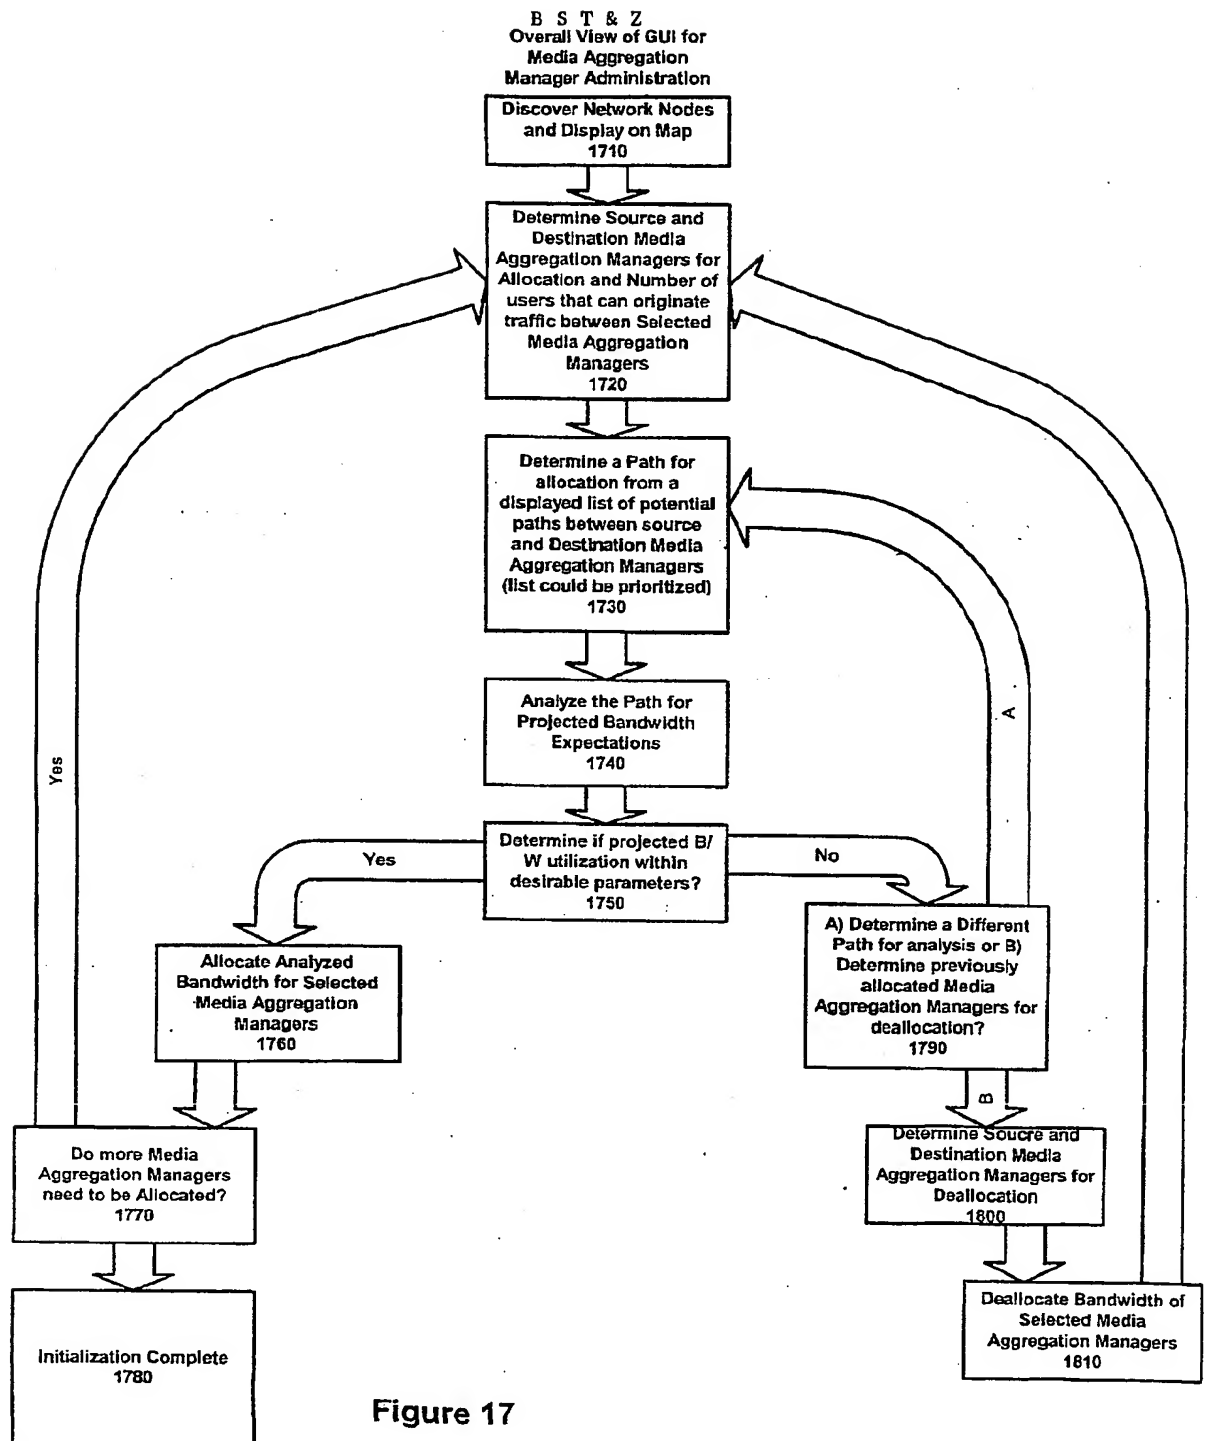 B S T & Z
Overall View of GUI for
Media Aggregation
Manager Administration
Discover Network Nodes
and Display on Map
1710
Determine Source and
Destination Media
Aggregation Managers for
Allocation and Number of
users that can originate
traffic between Selected
Media Aggregation
Managers
1720
Determine a Path for
allocation from a
displayed list of potential
paths between source
and Destination Media
Aggregation Managers
(list could be prioritized)
1730
Analyze the Path for
Projected Bandwidth
Expectations
1740
Determine if projected B/
W utilization within
desirable parameters?
1750
Yes
No
Yes
A
Allocate Analyzed
Bandwidth for Selected
Media Aggregation
Managers
1760
A) Determine a Different
Path for analysis or B)
Determine previously
allocated Media
Aggregation Managers for
deallocation?
1790
B
Do more Media
Aggregation Managers
need to be Allocated?
1770
Determine Soucre and
Destination Media
Aggregation Managers for
Deallocation
1800
Initialization Complete
1780
Deallocate Bandwidth of
Selected Media
Aggregation Managers
1810
Figure 17